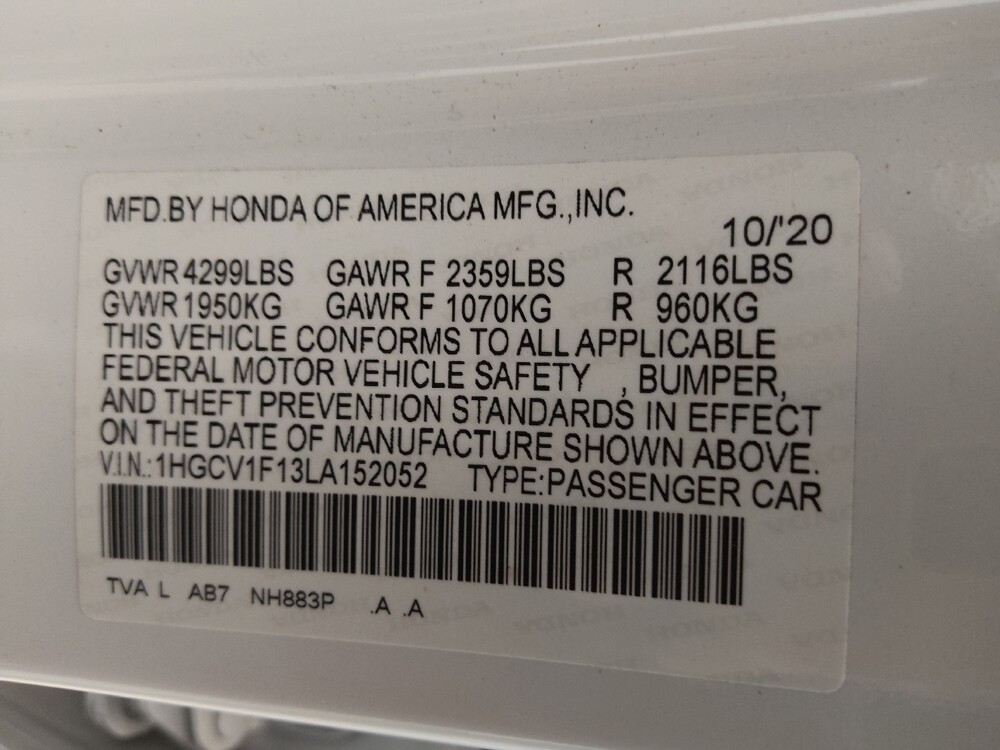 MFD.BY HONDA OF AMERICA MFG.,INC.
10/'20
GVWR 4299LBS GAWR F 2359LBS R 2116LBS
GVWR 1950KG GAWR F 1070KG R 960KG
THIS VEHICLE CONFORMS TO ALL APPLICABLE
FEDERAL MOTOR VEHICLE SAFETY , BUMPER,
AND THEFT PREVENTION STANDARDS IN EFFECT
ON THE DATE OF MANUFACTURE SHOWN ABOVE.
V.I.N.:1HGCV1F13LA152052 TYPE:PASSENGER CAR
TVA L AB7 NH883P .A .A